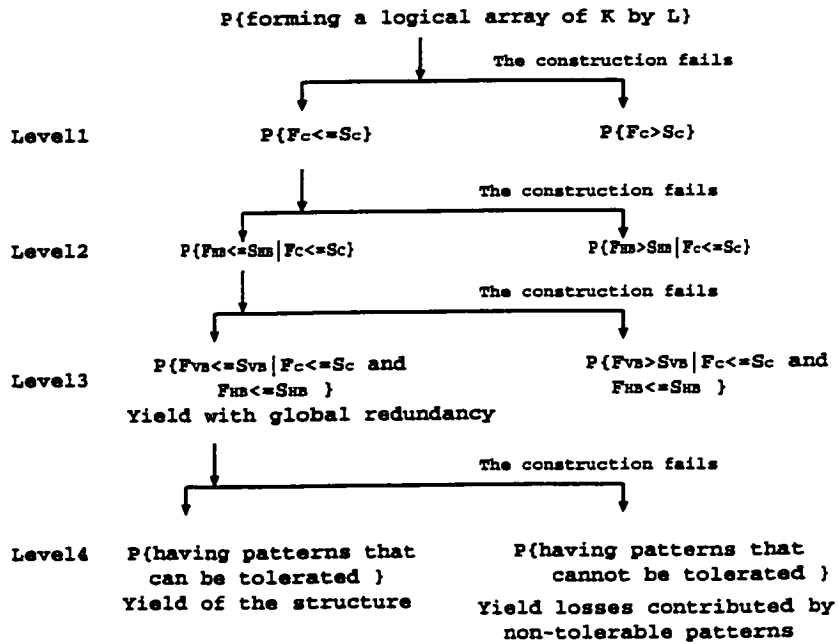 P{forming a logical array of K by L}
The construction fails
Level1 P{Fc<=Sc} P{Fc>Sc}
The construction fails
Level2 P{FHB<=SHB|Fc<=Sc} P{FHB>SHB|Fc<=Sc}
The construction fails
Level3 P{FVB<=SVB|Fc<=Sc and P{FVB>SVB|Fc<=Sc and
FHB<=SHB } FHB<=SHB }
Yield with global redundancy
The construction fails
Level4 P{having patterns that P{having patterns that
can be tolerated } cannot be tolerated }
Yield of the structure Yield losses contributed by
non-tolerable patterns